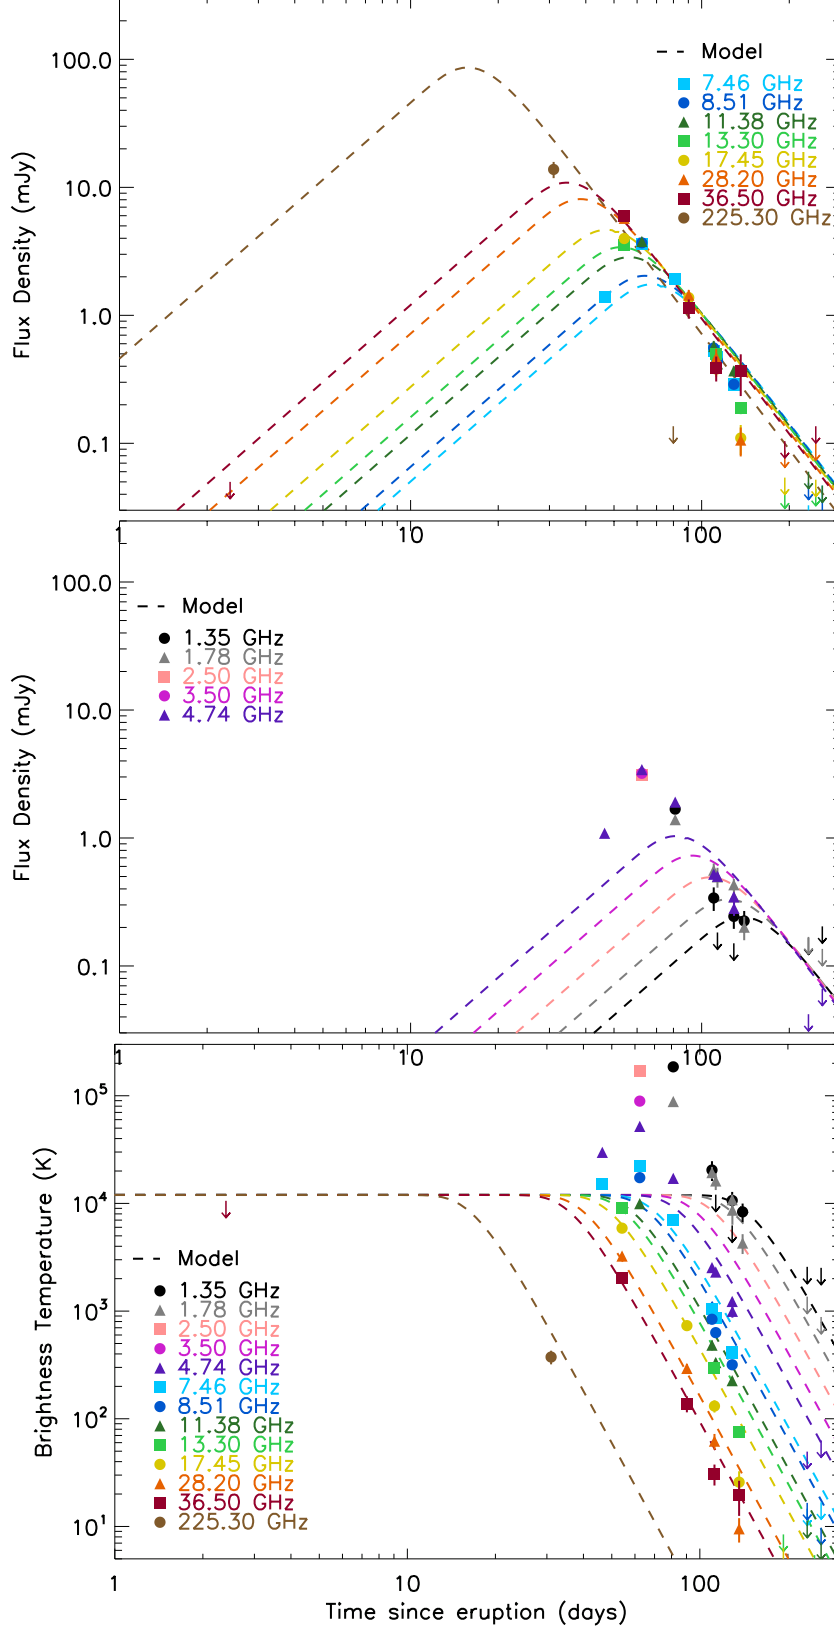 Model
7.46 GHz
8.51 GHz
11.38 GHz
13.30 GHz
17.45 GHz
28.20 GHz
36.50 GHz
225.30 GHz
100.0
10.0
1.0
0.1
Flux Density (mJy)
1 10 100
Model
1.35 GHz
1.78 GHz
2.50 GHz
3.50 GHz
4.74 GHz
100.0
10.0
1.0
0.1
Flux Density (mJy)
1 10 100
10⁵
10⁴
10³
10²
10¹
Brightness Temperature (K)
Model
1.35 GHz
1.78 GHz
2.50 GHz
3.50 GHz
4.74 GHz
7.46 GHz
8.51 GHz
11.38 GHz
13.30 GHz
17.45 GHz
28.20 GHz
36.50 GHz
225.30 GHz
1 10 100
Time since eruption (days)